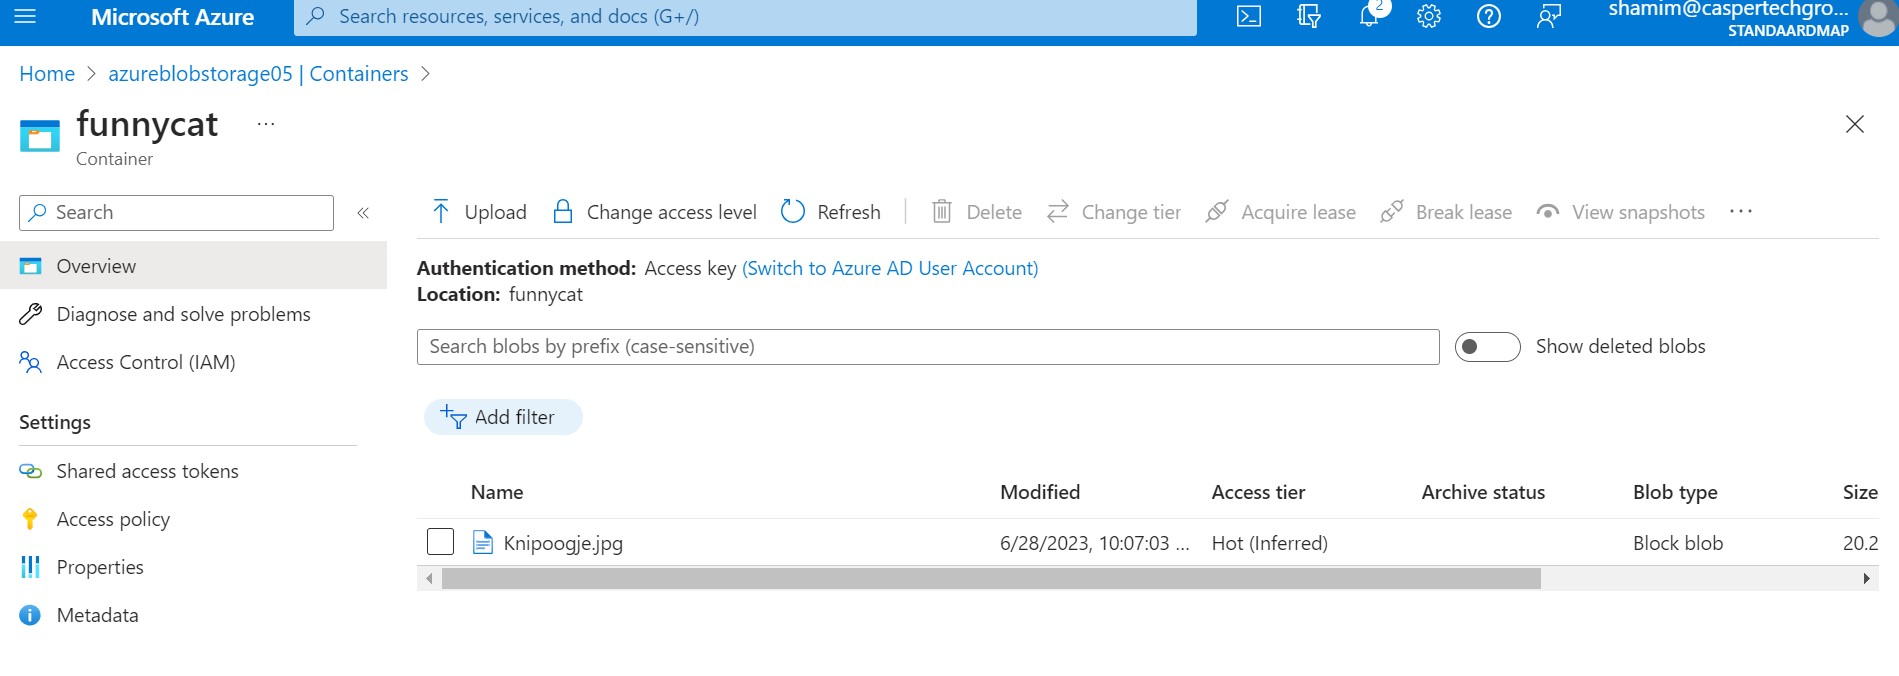 Microsoft Azure
Search resources, services, and docs (G+/)
2
shamim@caspertechgro...
STANDAARDMAP
Home > azureblobstorage05 | Containers >
funnycat ...
Container
Search
Upload Change access level Refresh Delete Change tier Acquire lease Break lease View snapshots ...
Overview
Diagnose and solve problems
Access Control (IAM)
Settings
Shared access tokens
Access policy
Properties
Metadata
Authentication method: Access key (Switch to Azure AD User Account)
Location: funnycat
Search blobs by prefix (case-sensitive)
Show deleted blobs
Add filter
Name Modified Access tier Archive status Blob type Size
Knipoogje.jpg 6/28/2023, 10:07:03 ... Hot (Inferred) Block blob 20.2